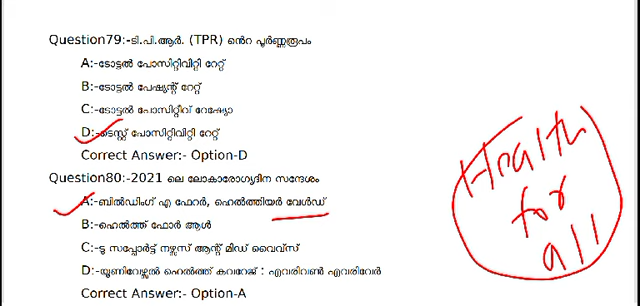 Question79:-ടി.പി.ആർ. (TPR) ൻെറ പൂർണ്ണരൂപം
A:-ടോട്ടൽ പോസിറ്റിവിറ്റി റേറ്റ്
B:-ടോട്ടൽ പേഷ്യന്റ് റേറ്റ്
C:-ടോട്ടൽ പോസിറ്റീവ് റേഷ്യോ
D:-ടെസ്റ്റ് പോസിറ്റിവിറ്റി റേറ്റ്
Correct Answer:- Option-D
Question80:-2021 ലെ ലോകാരോഗ്യദിന സന്ദേശം
A:-ബിൽഡിംഗ് എ ഫേറർ, ഹെൽത്തിയർ വേൾഡ്
B:-ഹെൽത്ത് ഫോർ ആൾ
C:-ടു സപ്പോർട്ട് നഴ്സസ് ആന്റ് മിഡ് വൈവ്സ്
D:-യൂണിവേഴ്സൽ ഹെൽത്ത് കവറേജ് : എവരിവൺ എവരിവേർ
Correct Answer:- Option-A
Health
for
all